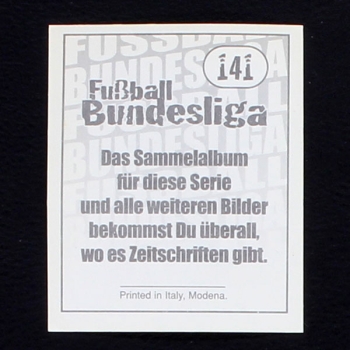 141
Fußball
Bundesliga
Das Sammelalbum
für diese Serie
und alle weiteren Bilder
bekommst Du überall,
wo es Zeitschriften gibt.
Printed in Italy, Modena.